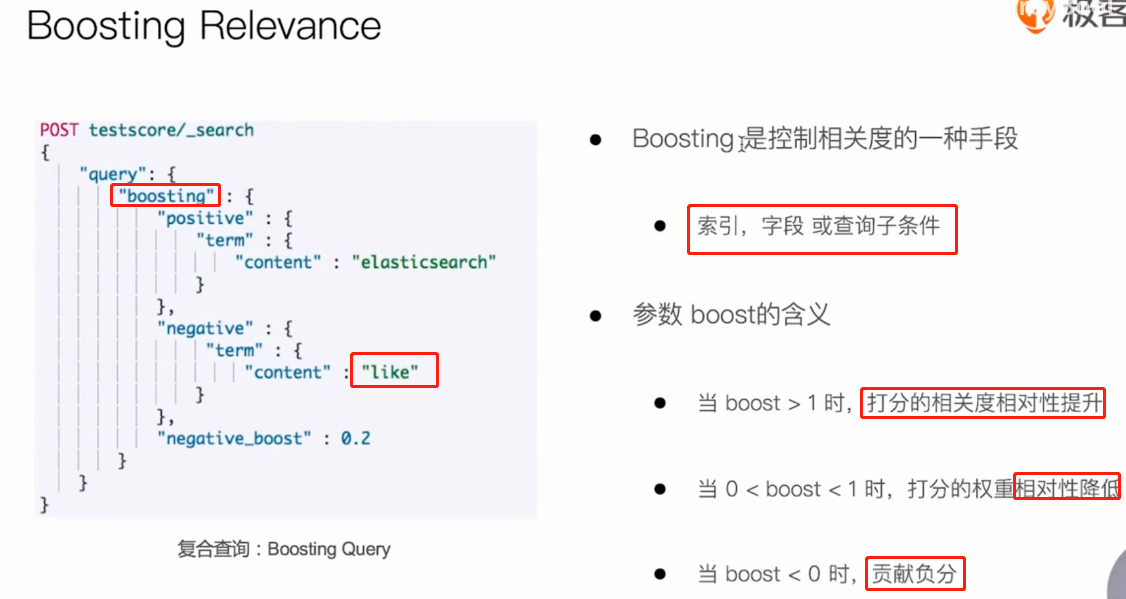 Boosting Relevance
极客
POST testscore/_search
{
"query": {
"boosting" : {
"positive" : {
"term" : {
"content" : "elasticsearch"
}
},
"negative" : {
"term" : {
"content" : "like"
}
},
"negative_boost" : 0.2
}
}
}
复合查询：Boosting Query
Boosting 是控制相关度的一种手段
索引，字段 或查询子条件
参数 boost的含义
当 boost > 1 时，打分的相关度相对性提升
当 0 < boost < 1 时，打分的权重相对性降低
当 boost < 0 时，贡献负分